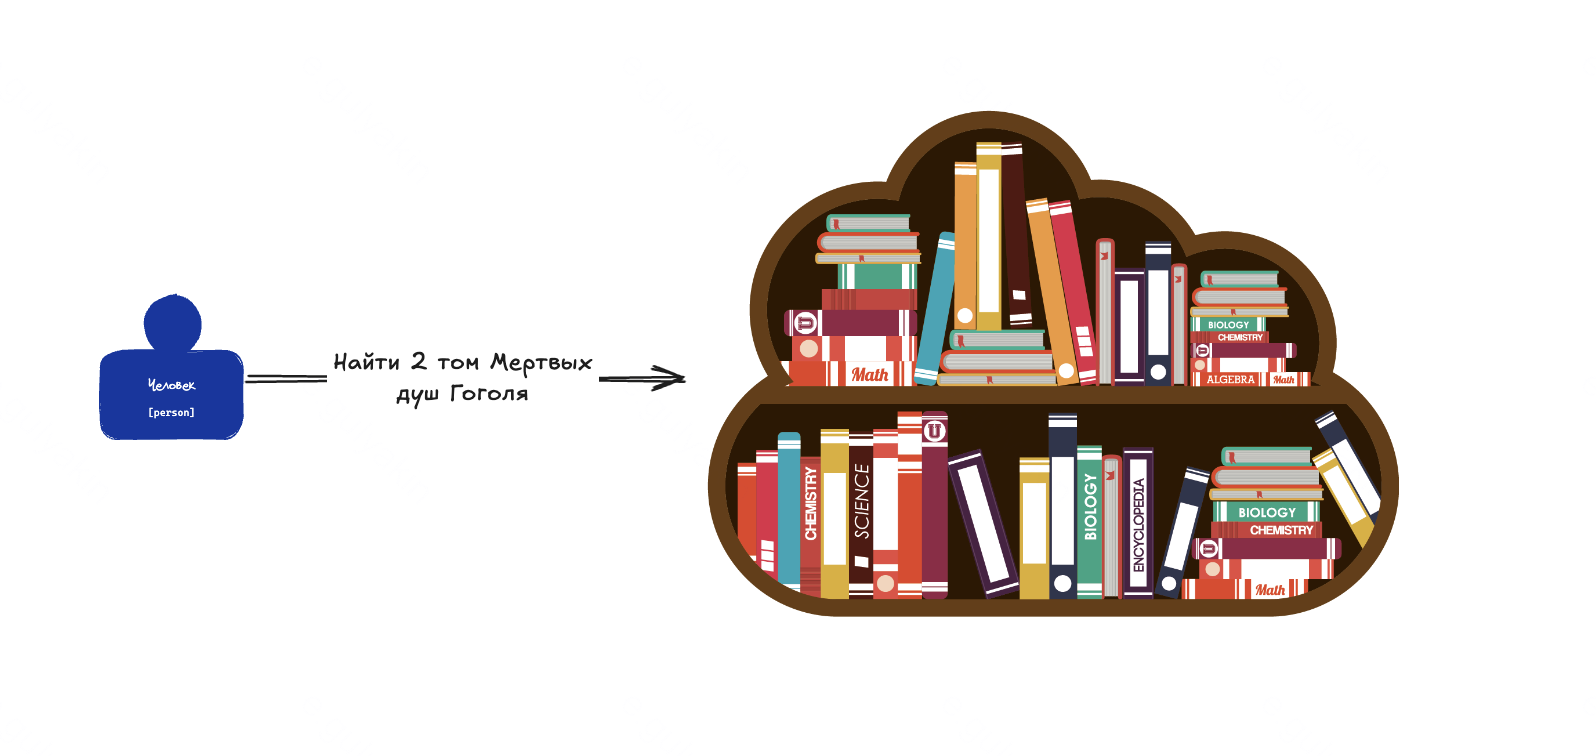 Человек
[person]
Найти 2 том Мертвых
душ Гоголя
U
Math
BIOLOGY
CHEMISTRY
U
ALGEBRA
Math
CHEMISTRY
SCIENCE
U
BIOLOGY
ENCYCLOPEDIA
BIOLOGY
CHEMISTRY
U
Math